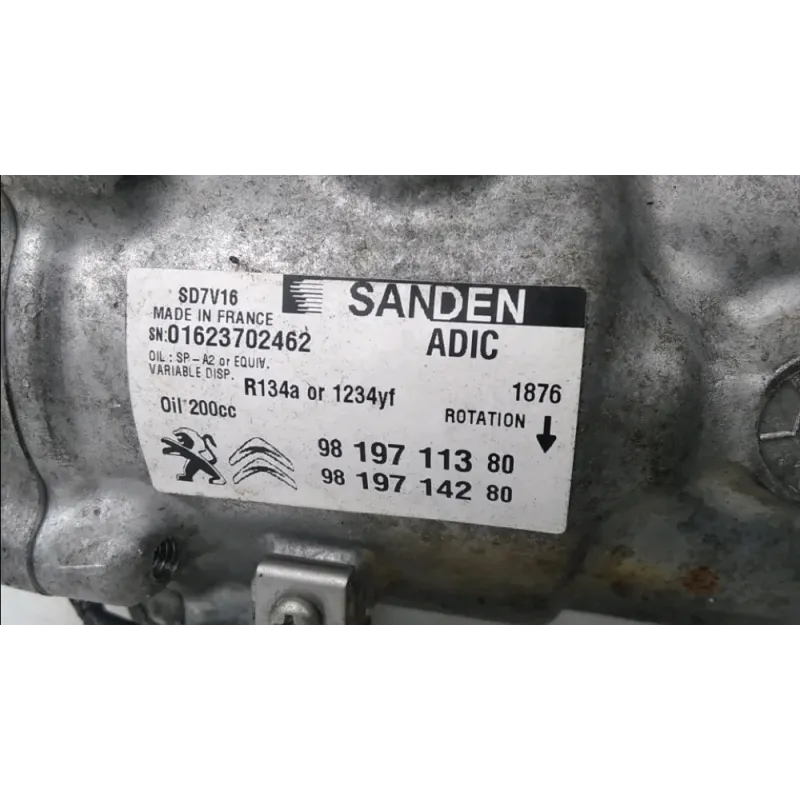 SD7V16
SANDEN
MADE IN FRANCE
SN:01623702462
ADIC
OIL : SP-A2 or EQUIV.
VARIABLE DISP.
R134a or 1234yf
1876
Oil 200cc
ROTATION
98 197 113 80
98 197 142 80